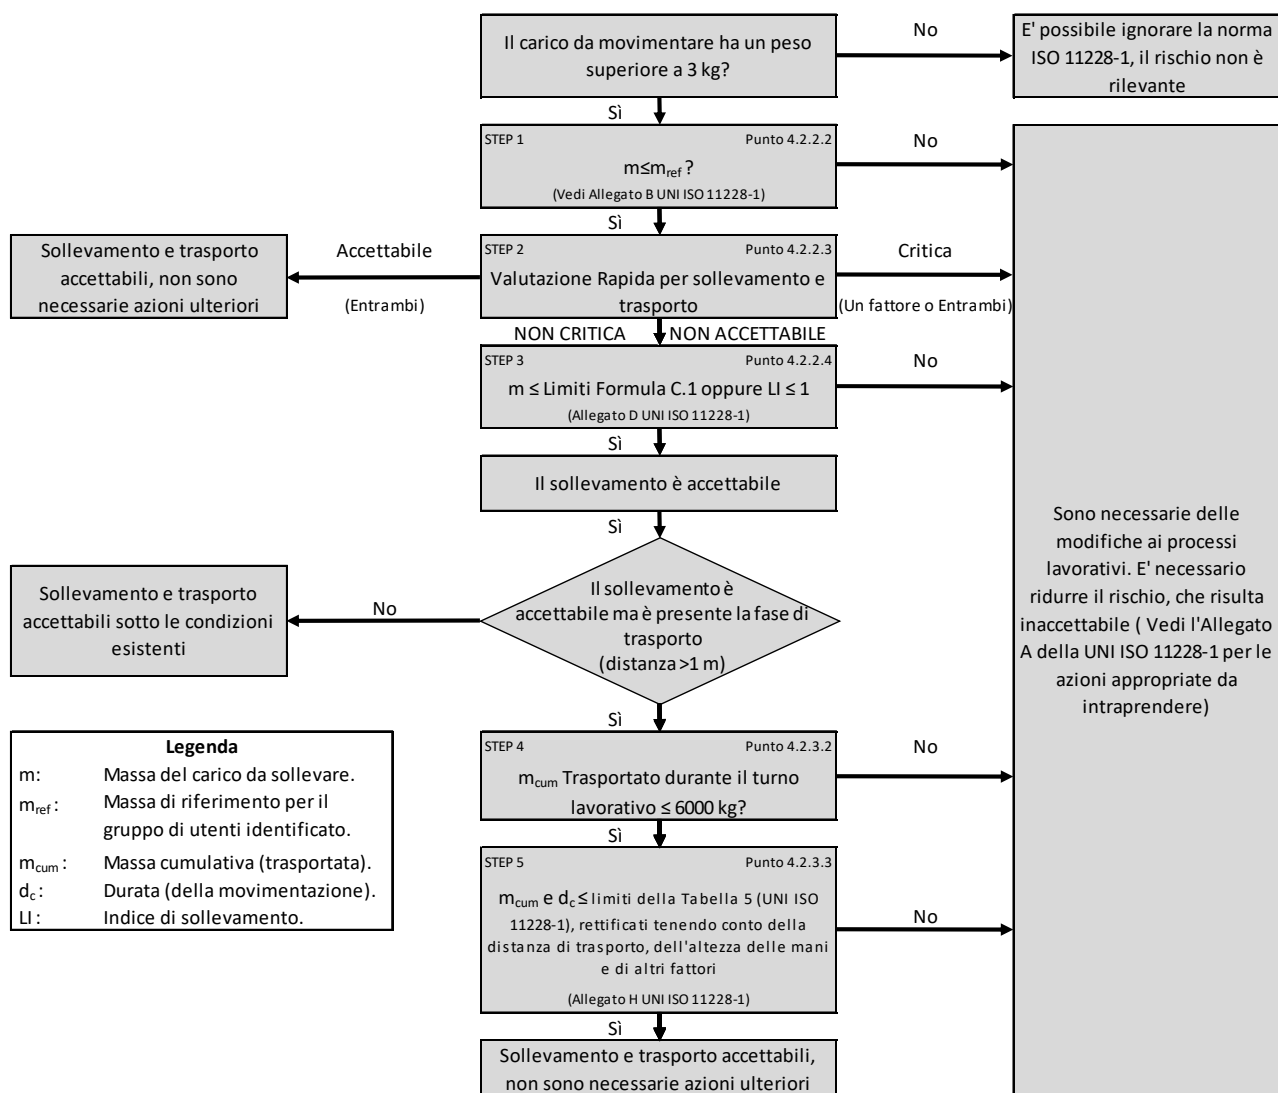 Il carico da movimentare ha un peso
superiore a 3 kg?
No
E' possibile ignorare la norma
ISO 11228-1, il rischio non è
rilevante
Sì
STEP 1 Punto 4.2.2.2
m≤mref ?
(Vedi Allegato B UNI ISO 11228-1)
No
Sì
Sollevamento e trasporto
accettabili, non sono
necessarie azioni ulteriori
Accettabile
(Entrambi)
STEP 2 Punto 4.2.2.3
Valutazione Rapida per sollevamento e
trasporto
Critica
(Un fattore o Entrambi)
NON CRITICA NON ACCETTABILE
STEP 3 Punto 4.2.2.4
m ≤ Limiti Formula C.1 oppure LI ≤ 1
(Allegato D UNI ISO 11228-1)
No
Sì
Il sollevamento è accettabile
Sì
Il sollevamento è
accettabile ma è presente la fase di
trasporto
(distanza >1 m)
No
Sollevamento e trasporto
accettabili sotto le condizioni
esistenti
Sono necessarie delle
modifiche ai processi
lavorativi. E' necessario
ridurre il rischio, che risulta
inaccettabile ( Vedi l'Allegato
A della UNI ISO 11228-1 per le
azioni appropriate da
intraprendere)
Sì
STEP 4 Punto 4.2.3.2
mcum Trasportato durante il turno
lavorativo ≤ 6000 kg?
No
Sì
STEP 5 Punto 4.2.3.3
mcum e dc ≤ limiti della Tabella 5 (UNI ISO
11228-1), rettificati tenendo conto della
distanza di trasporto, dell'altezza delle mani
e di altri fattori
(Allegato H UNI ISO 11228-1)
No
Sì
Sollevamento e trasporto accettabili,
non sono necessarie azioni ulteriori
Legenda
m: Massa del carico da sollevare.
mref : Massa di riferimento per il
gruppo di utenti identificato.
mcum : Massa cumulativa (trasportata).
dc : Durata (della movimentazione).
LI : Indice di sollevamento.